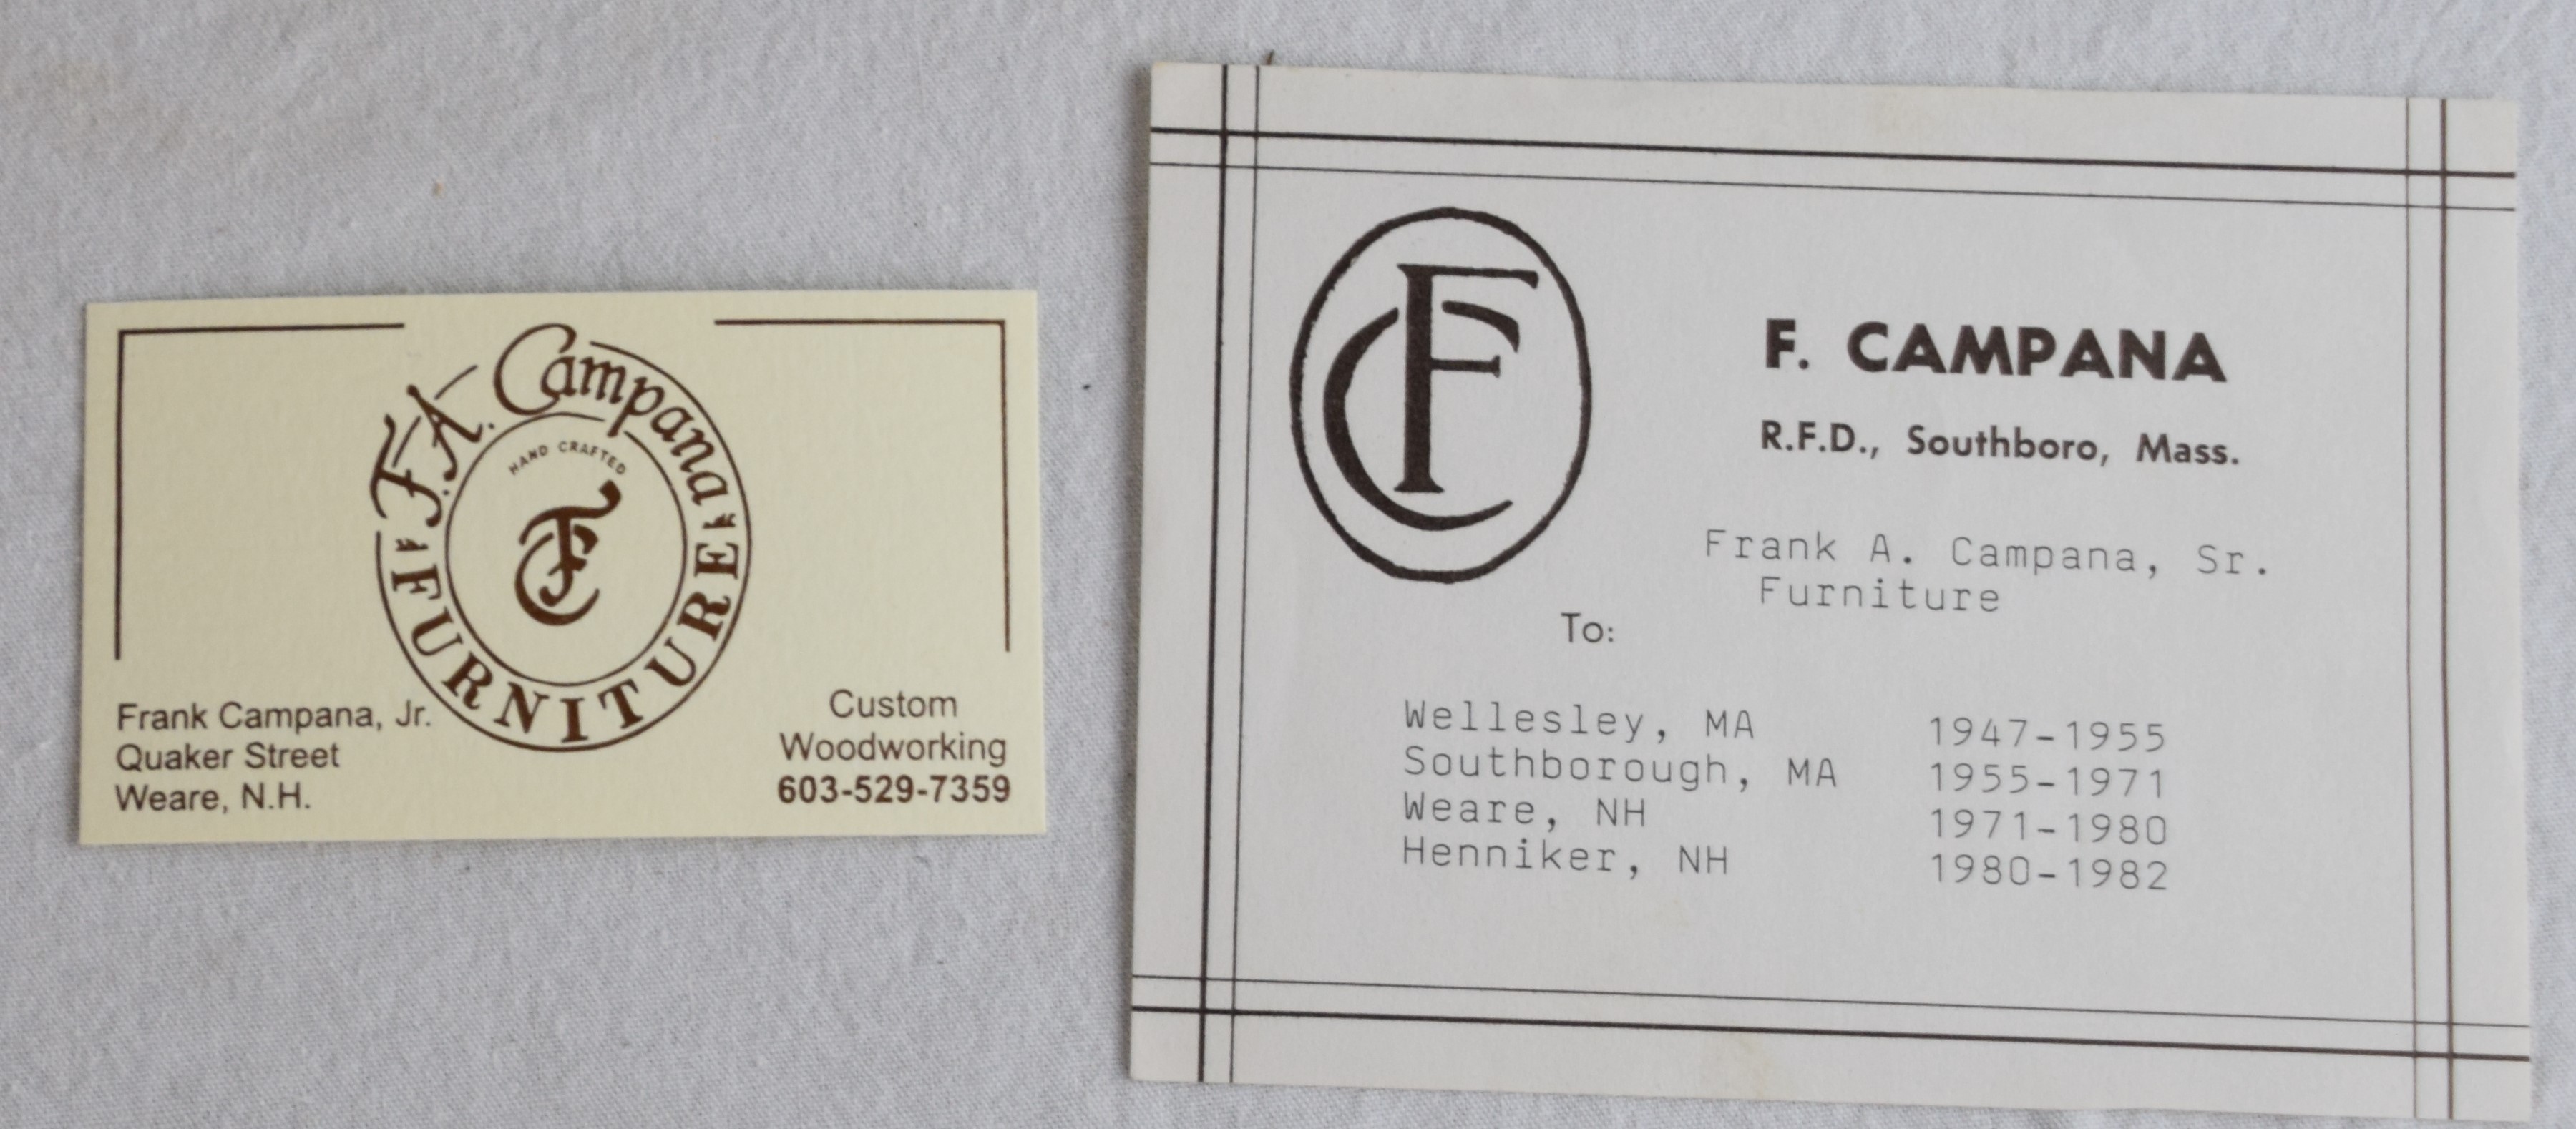 F.A. Campana
HAND CRAFTED
FC
FURNITURE
Frank Campana, Jr.
Quaker Street
Weare, N.H.
Custom
Woodworking
603-529-7359
FC
F. CAMPANA
R.F.D., Southboro, Mass.
Frank A. Campana, Sr.
Furniture
To:
Wellesley, MA 1947-1955
Southborough, MA 1955-1971
Weare, NH 1971-1980
Henniker, NH 1980-1982